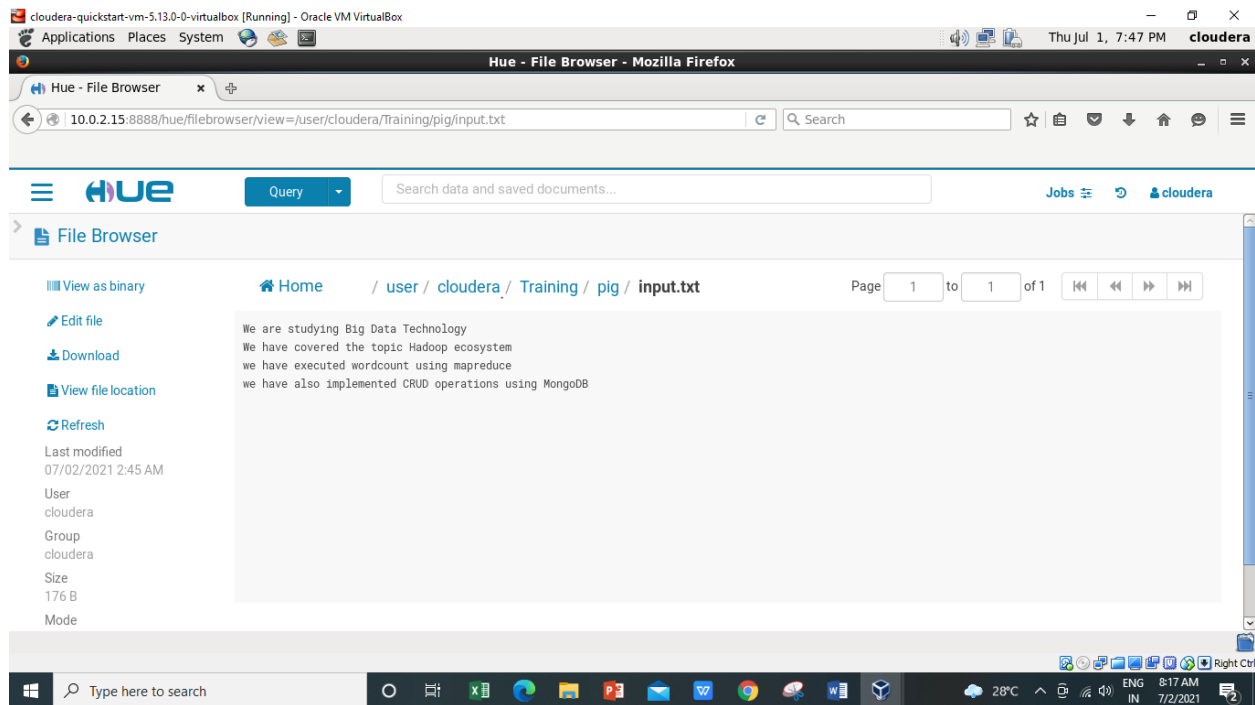 cloudera-quickstart-vm-5.13.0-0-virtualbox [Running] - Oracle VM VirtualBox
Applications Places System Thu Jul 1, 7:47 PM cloudera
Hue - File Browser - Mozilla Firefox
Hue - File Browser
10.0.2.15:8888/hue/filebrowser/view=/user/cloudera/Training/pig/input.txt Search
HUE Query Search data and saved documents... Jobs cloudera
File Browser
View as binary
Home / user / cloudera / Training / pig / input.txt Page 1 to 1 of 1
Edit file
Download
View file location
Refresh
We are studying Big Data Technology
We have covered the topic Hadoop ecosystem
we have executed wordcount using mapreduce
we have also implemented CRUD operations using MongoDB
Last modified
07/02/2021 2:45 AM
User
cloudera
Group
cloudera
Size
176 B
Mode
Right Ctr
Type here to search 28°C ENG 8:17 AM
IN 7/2/2021 2